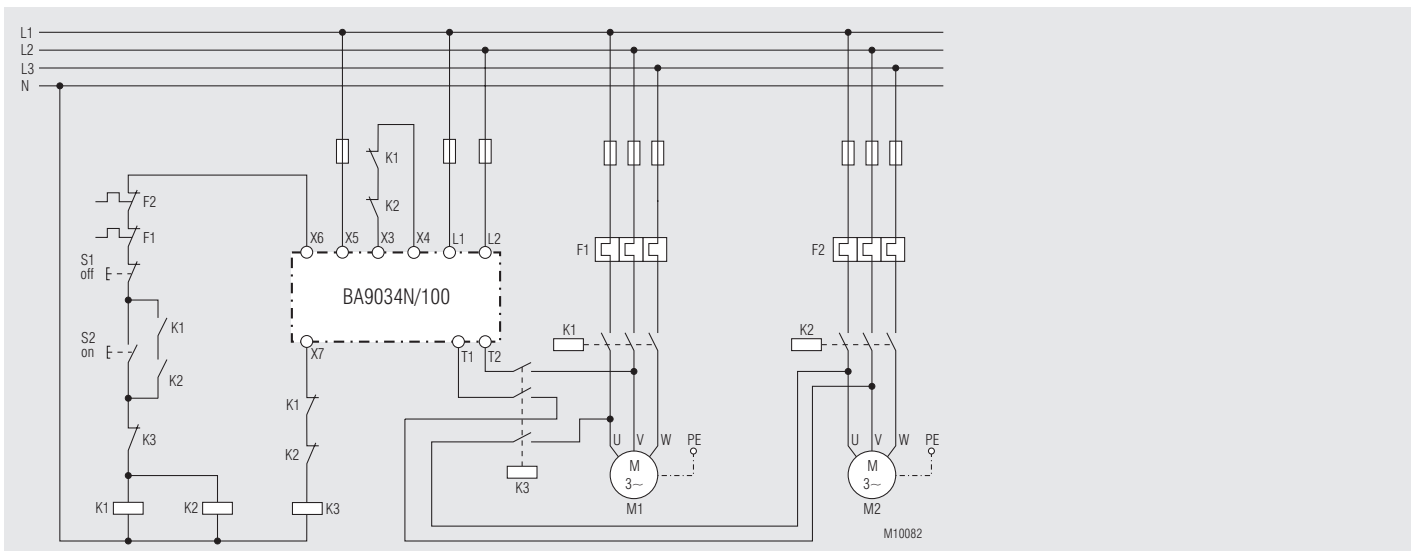 L1
L2
L3
N
F2
F1
S1
off
S2
on
K1
K2
K3
K1
K2
K3
K1
K2
X6
X5
X3
X4
L1
L2
BA9034N/100
X7
T1
T2
K1
K2
K3
F1
K1
U
V
W
PE
M
3~
M1
F2
K2
U
V
W
PE
M
3~
M2
M10082